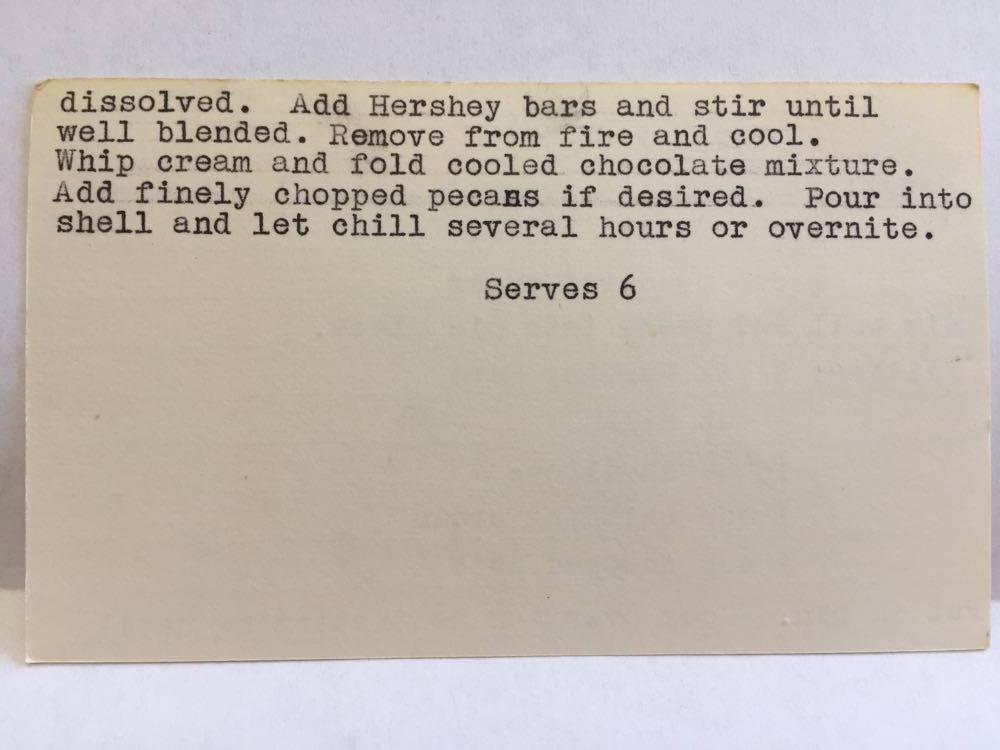 dissolved.  Add Hershey bars and stir until
well blended. Remove from fire and cool.
Whip cream and fold cooled chocolate mixture.
Add finely chopped pecans if desired.  Pour into
shell and let chill several hours or overnite.
Serves 6